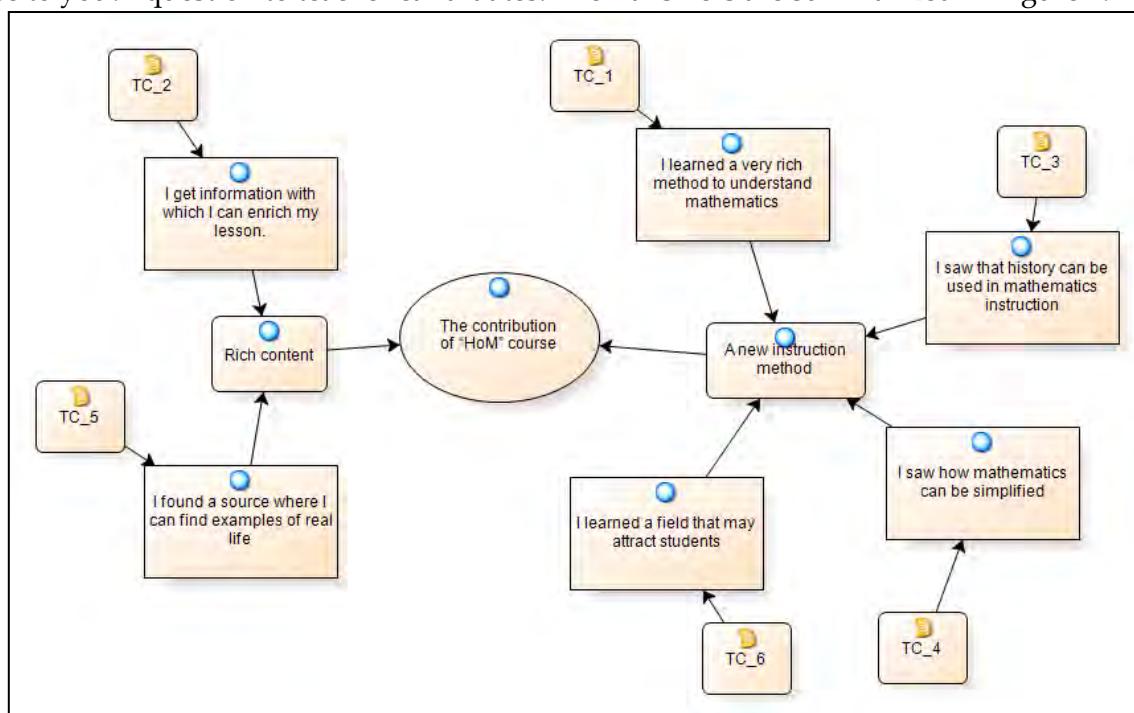 TC_2
I get information with
which I can enrich my
lesson.
Rich content
TC_5
I found a source where I
can find examples of real
life
The contribution
of "HoM" course
TC_1
I learned a very rich
method to understand
mathematics
TC_3
I saw that history can be
used in mathematics
instruction
A new instruction
method
I saw how mathematics
can be simplified
TC_4
I learned a field that may
attract students
TC_6